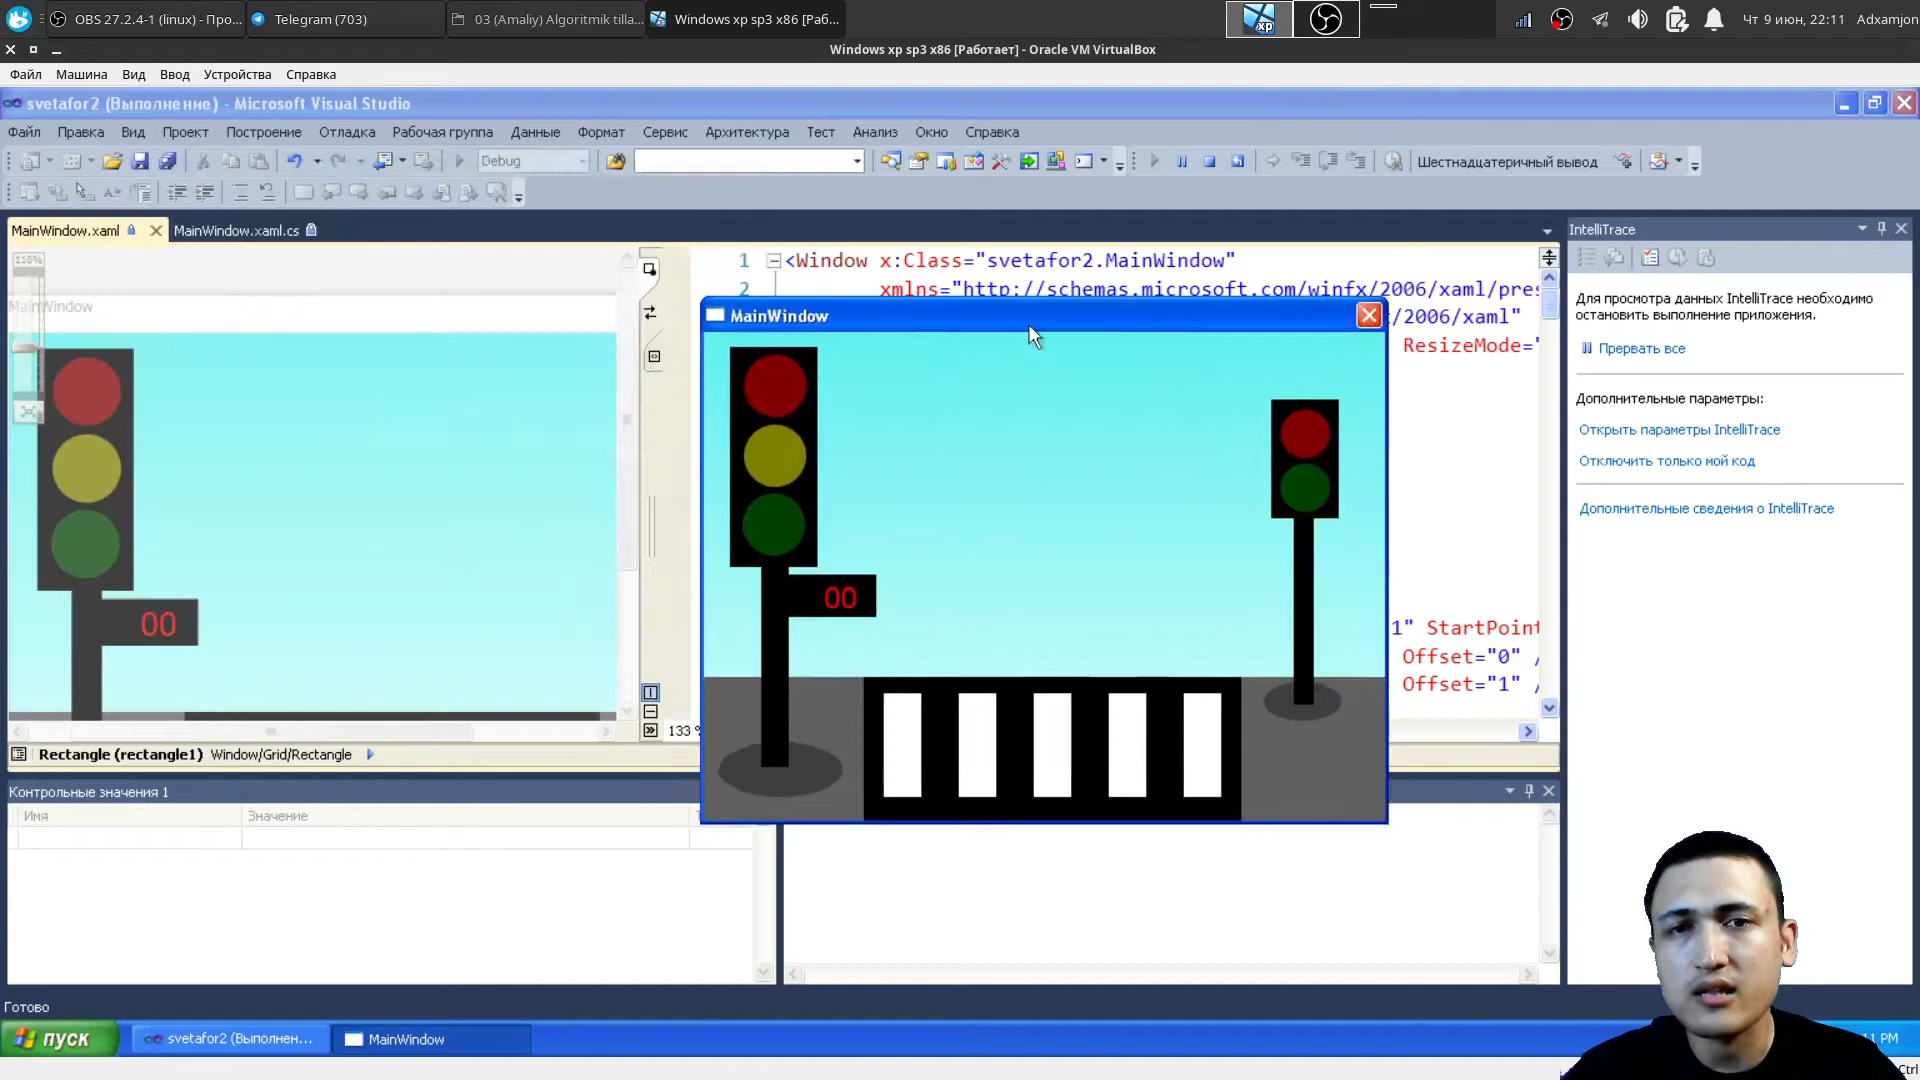 OBS 27.2.4-1 (linux) - Про...
Telegram (703)
03 (Amaliy) Algoritmik tilla...
Windows xp sp3 x86 [Раб...
Чт 9 июн, 22:11
Adxamjon
Windows xp sp3 x86 [Работает] - Oracle VM VirtualBox
Файл Машина Вид Ввод Устройства Справка
svetafor2 (Выполнение) - Microsoft Visual Studio
Файл Правка Вид Проект Построение Отладка Рабочая группа Данные Формат Сервис Архитектура Тест Анализ Окно Справка
Debug
Шестнадцатеричный вывод
MainWindow.xaml
MainWindow.xaml.cs
IntelliTrace
110%
MainWindow
00
1 <Window x:Class="svetafor2.MainWindow"
2 xmlns="http://schemas.microsoft.com/winfx/2006/xaml/pres
/2006/xaml"
ResizeMode="
1" StartPoint
Offset="0" /
Offset="1" /
MainWindow
00
Для просмотра данных IntelliTrace необходимо
остановить выполнение приложения.
Прервать все
Дополнительные параметры:
Открыть параметры IntelliTrace
Отключить только мой код
Дополнительные сведения о IntelliTrace
133 %
Rectangle (rectangle1) Window/Grid/Rectangle
Контрольные значения 1
Имя Значение
Готово
пуск
svetafor2 (Выполнен...
MainWindow
11 PM
Ctrl